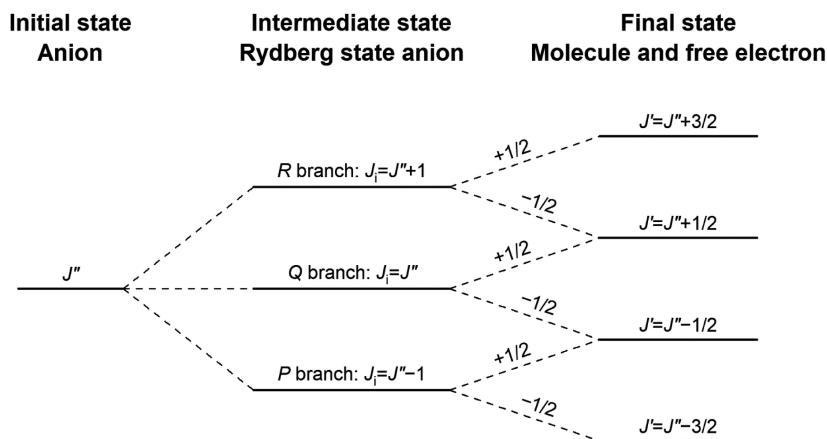 Initial state
Anion
Intermediate state
Rydberg state anion
Final state
Molecule and free electron
J'=J"+3/2
+1/2
R branch: Ji=J"+1
−1/2
J'=J"+1/2
+1/2
J"
Q branch: Ji=J"
−1/2
J'=J"−1/2
+1/2
P branch: Ji=J"−1
−1/2
J'=J"−3/2